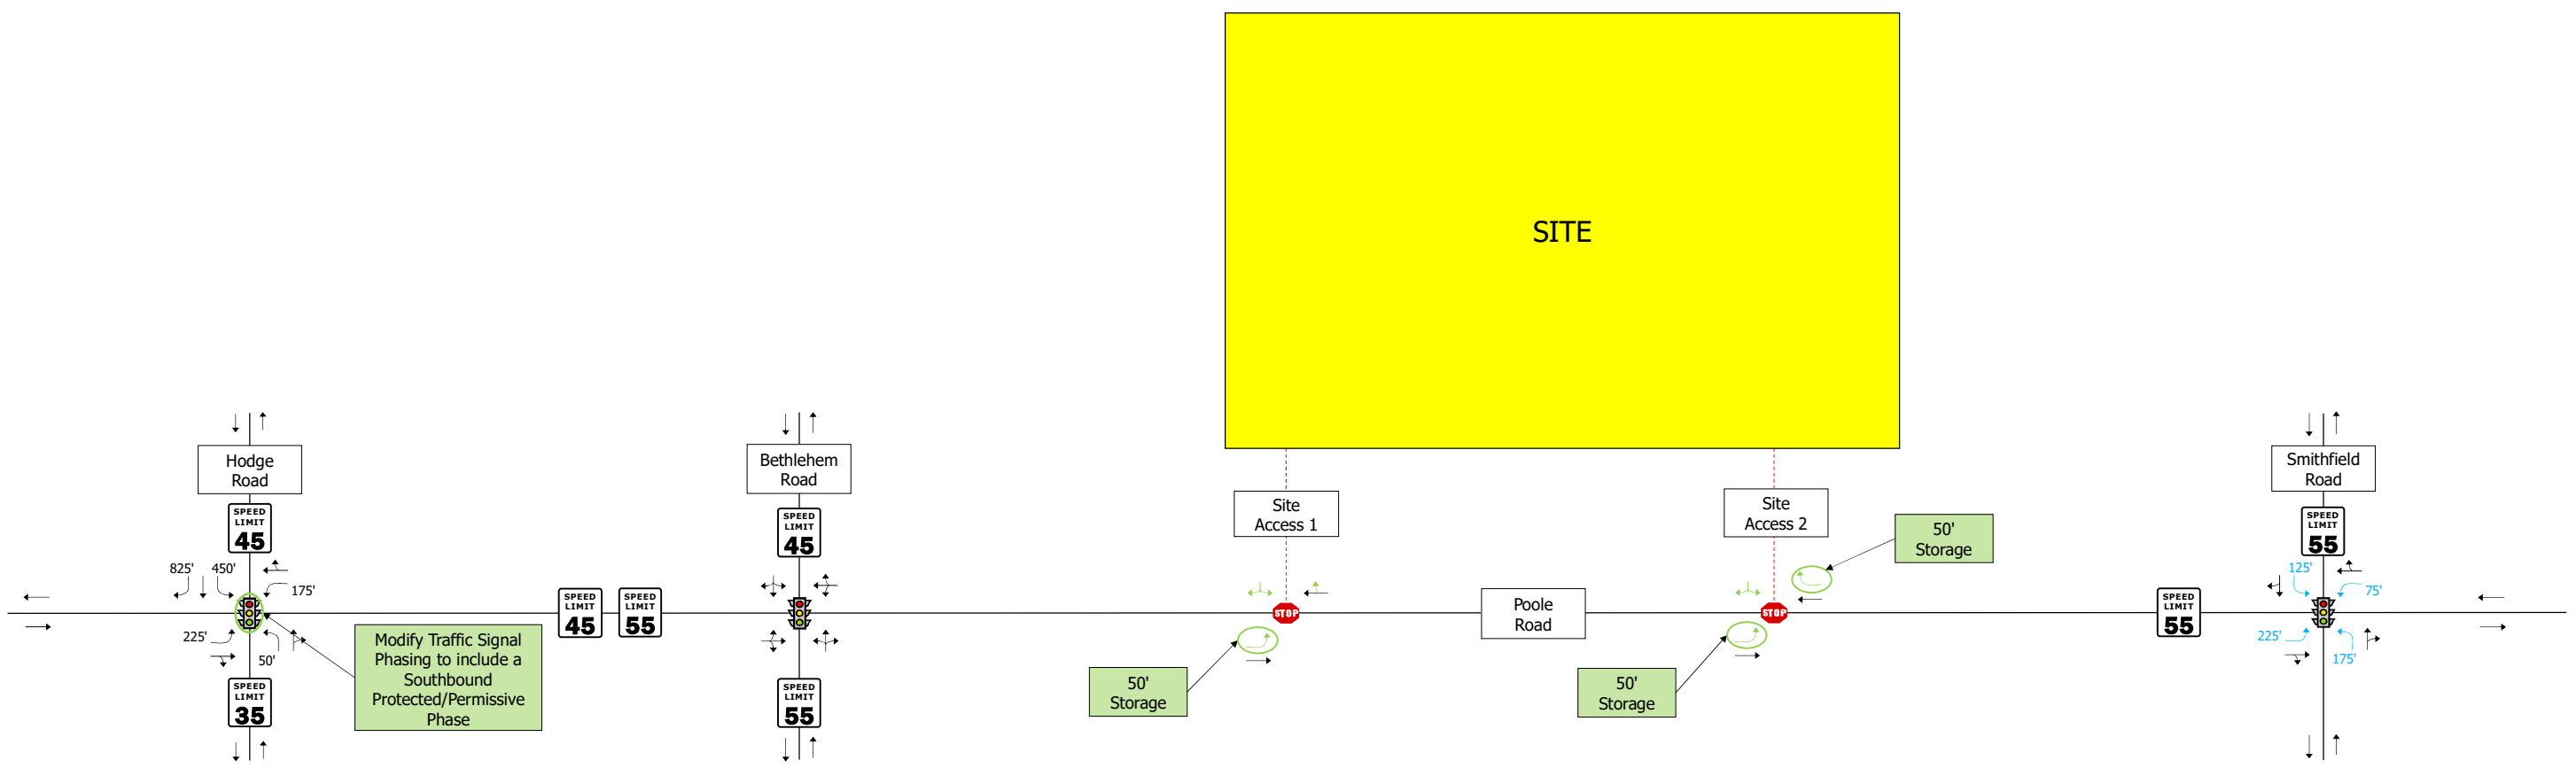 SITE
Hodge
Road
SPEED
LIMIT
45
825'
450'
175'
225'
50'
SPEED
LIMIT
35
Modify Traffic Signal
Phasing to include a
Southbound
Protected/Permissive
Phase
SPEED
LIMIT
45
SPEED
LIMIT
55
Bethlehem
Road
SPEED
LIMIT
45
SPEED
LIMIT
55
Site
Access 1
STOP
50'
Storage
Poole
Road
Site
Access 2
STOP
50'
Storage
50'
Storage
SPEED
LIMIT
55
Smithfield
Road
SPEED
LIMIT
55
125'
75'
225'
175'